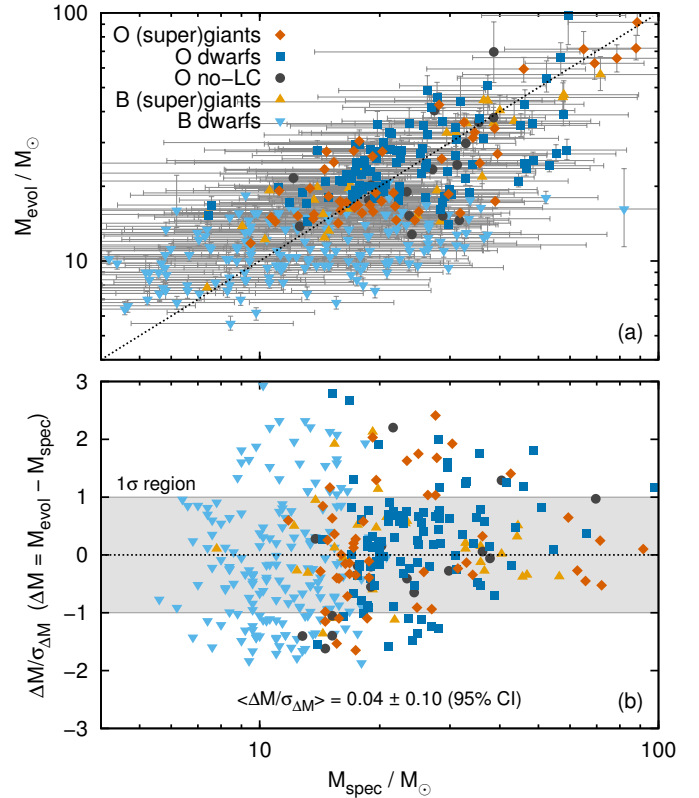 100
10
M_evol / M_☉
O (super)giants
O dwarfs
O no-LC
B (super)giants
B dwarfs
(a)
3
2
1
0
−1
−2
−3
ΔM/σ_ΔM (ΔM = M_evol − M_spec)
1σ region
<ΔM/σ_ΔM> = 0.04 ± 0.10 (95% CI)
(b)
10
100
M_spec / M_☉